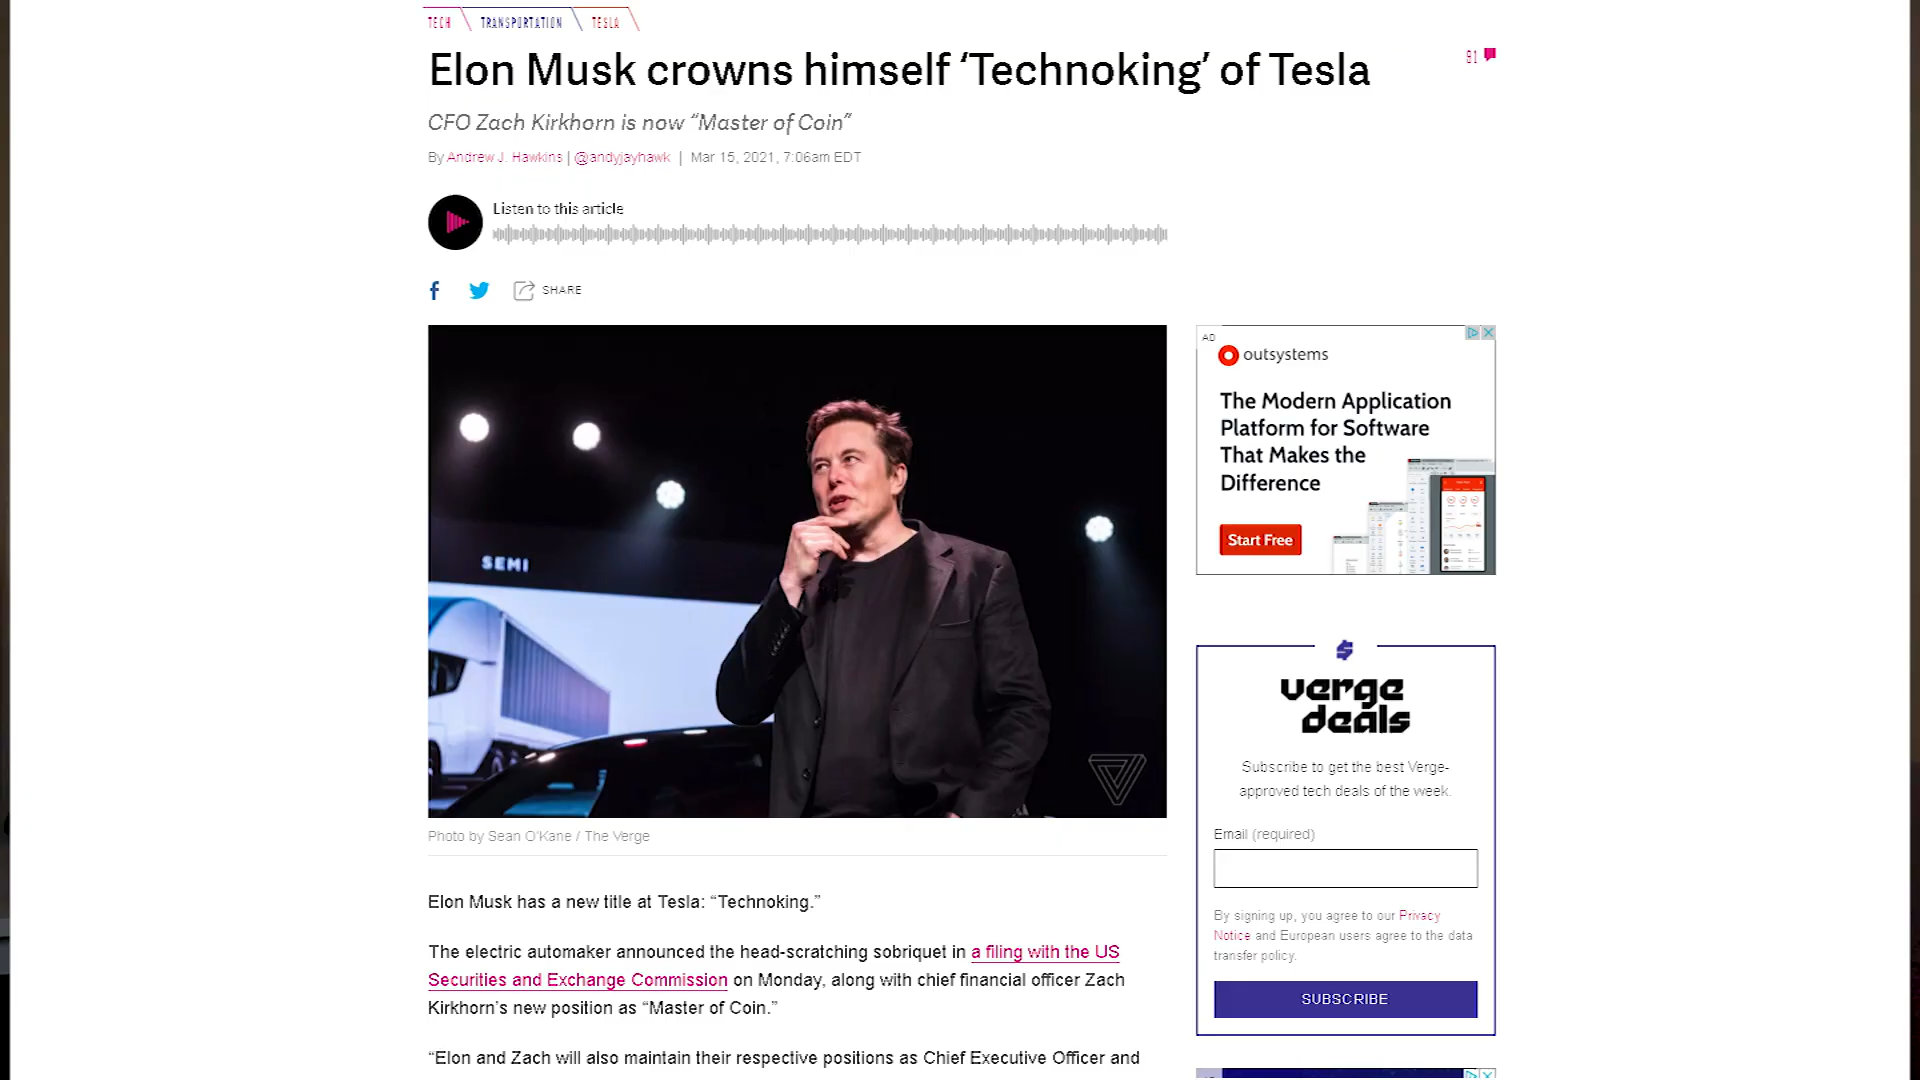 TECH TRANSPORTATION TESLA
Elon Musk crowns himself ‘Technoking’ of Tesla
91
CFO Zach Kirkhorn is now “Master of Coin”
By Andrew J. Hawkins | @andyjayhawk | Mar 15, 2021, 7:06am EDT
Listen to this article
SHARE
SEMI
Photo by Sean O’Kane / The Verge
Elon Musk has a new title at Tesla: “Technoking.”
The electric automaker announced the head-scratching sobriquet in a filing with the US
Securities and Exchange Commission on Monday, along with chief financial officer Zach
Kirkhorn’s new position as “Master of Coin.”
“Elon and Zach will also maintain their respective positions as Chief Executive Officer and
AD
outsystems
The Modern Application
Platform for Software
That Makes the
Difference
Start Free
verge
deals
Subscribe to get the best Verge-
approved tech deals of the week.
Email (required)
By signing up, you agree to our Privacy
Notice and European users agree to the data
transfer policy.
SUBSCRIBE